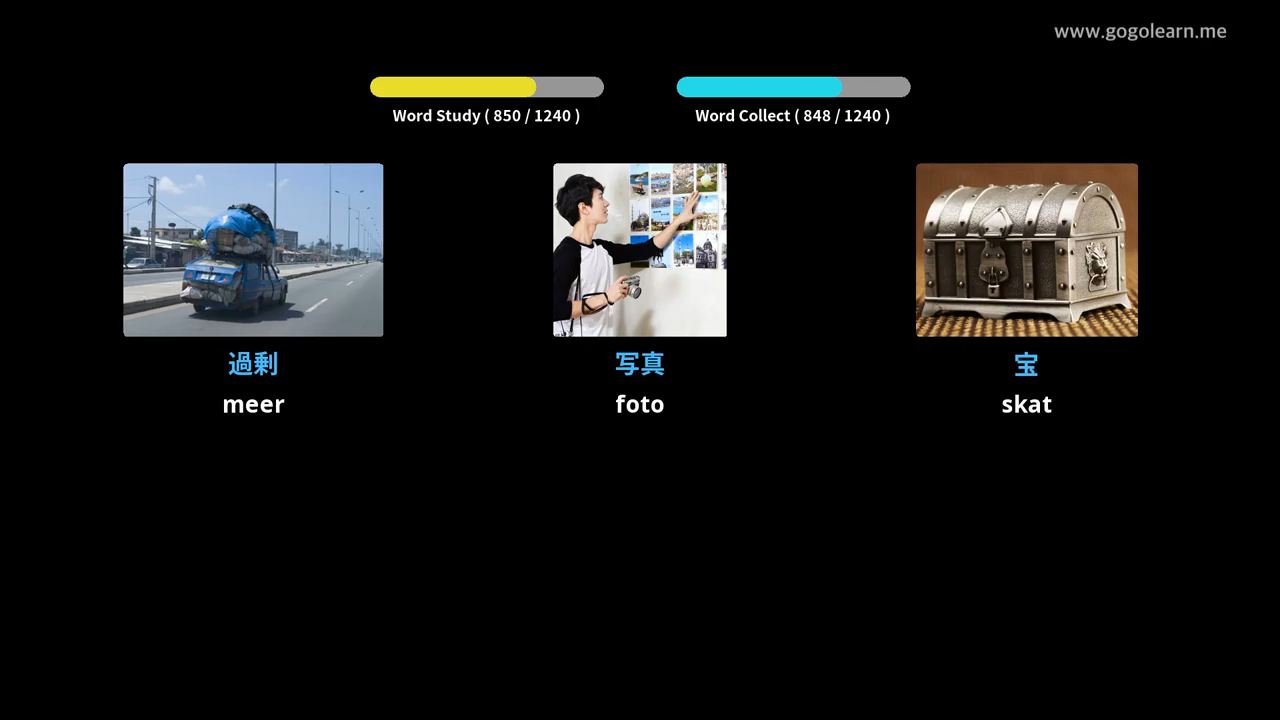 www.gogolearn.me
Word Study ( 850 / 1240 )
Word Collect ( 848 / 1240 )
過剰
meer
写真
foto
宝
skat